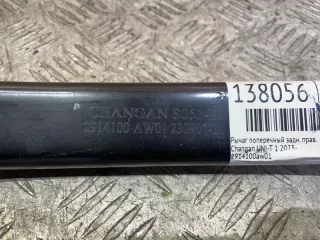 CHANGAN
2914100-AW01
138056
Рычаг поперечный задн. прав.
Changan UNI-T 1 2023-
2914100aw01